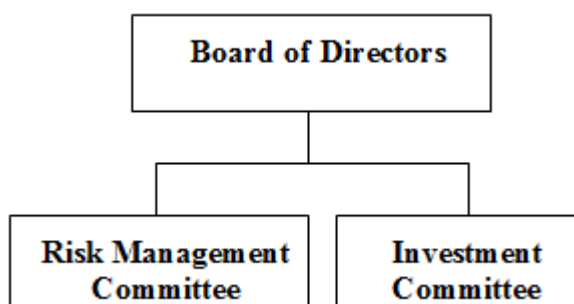 Board of Directors
Risk Management
Committee
Investment
Committee